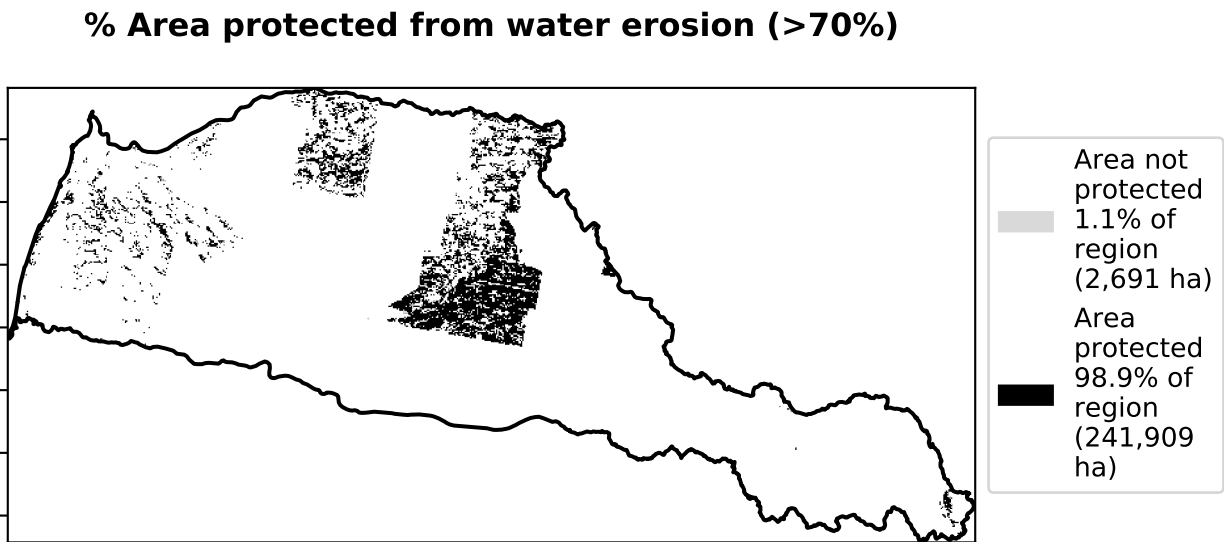 % Area protected from water erosion (>70%)
Area not
protected
1.1% of
region
(2,691 ha)
Area
protected
98.9% of
region
(241,909
ha)